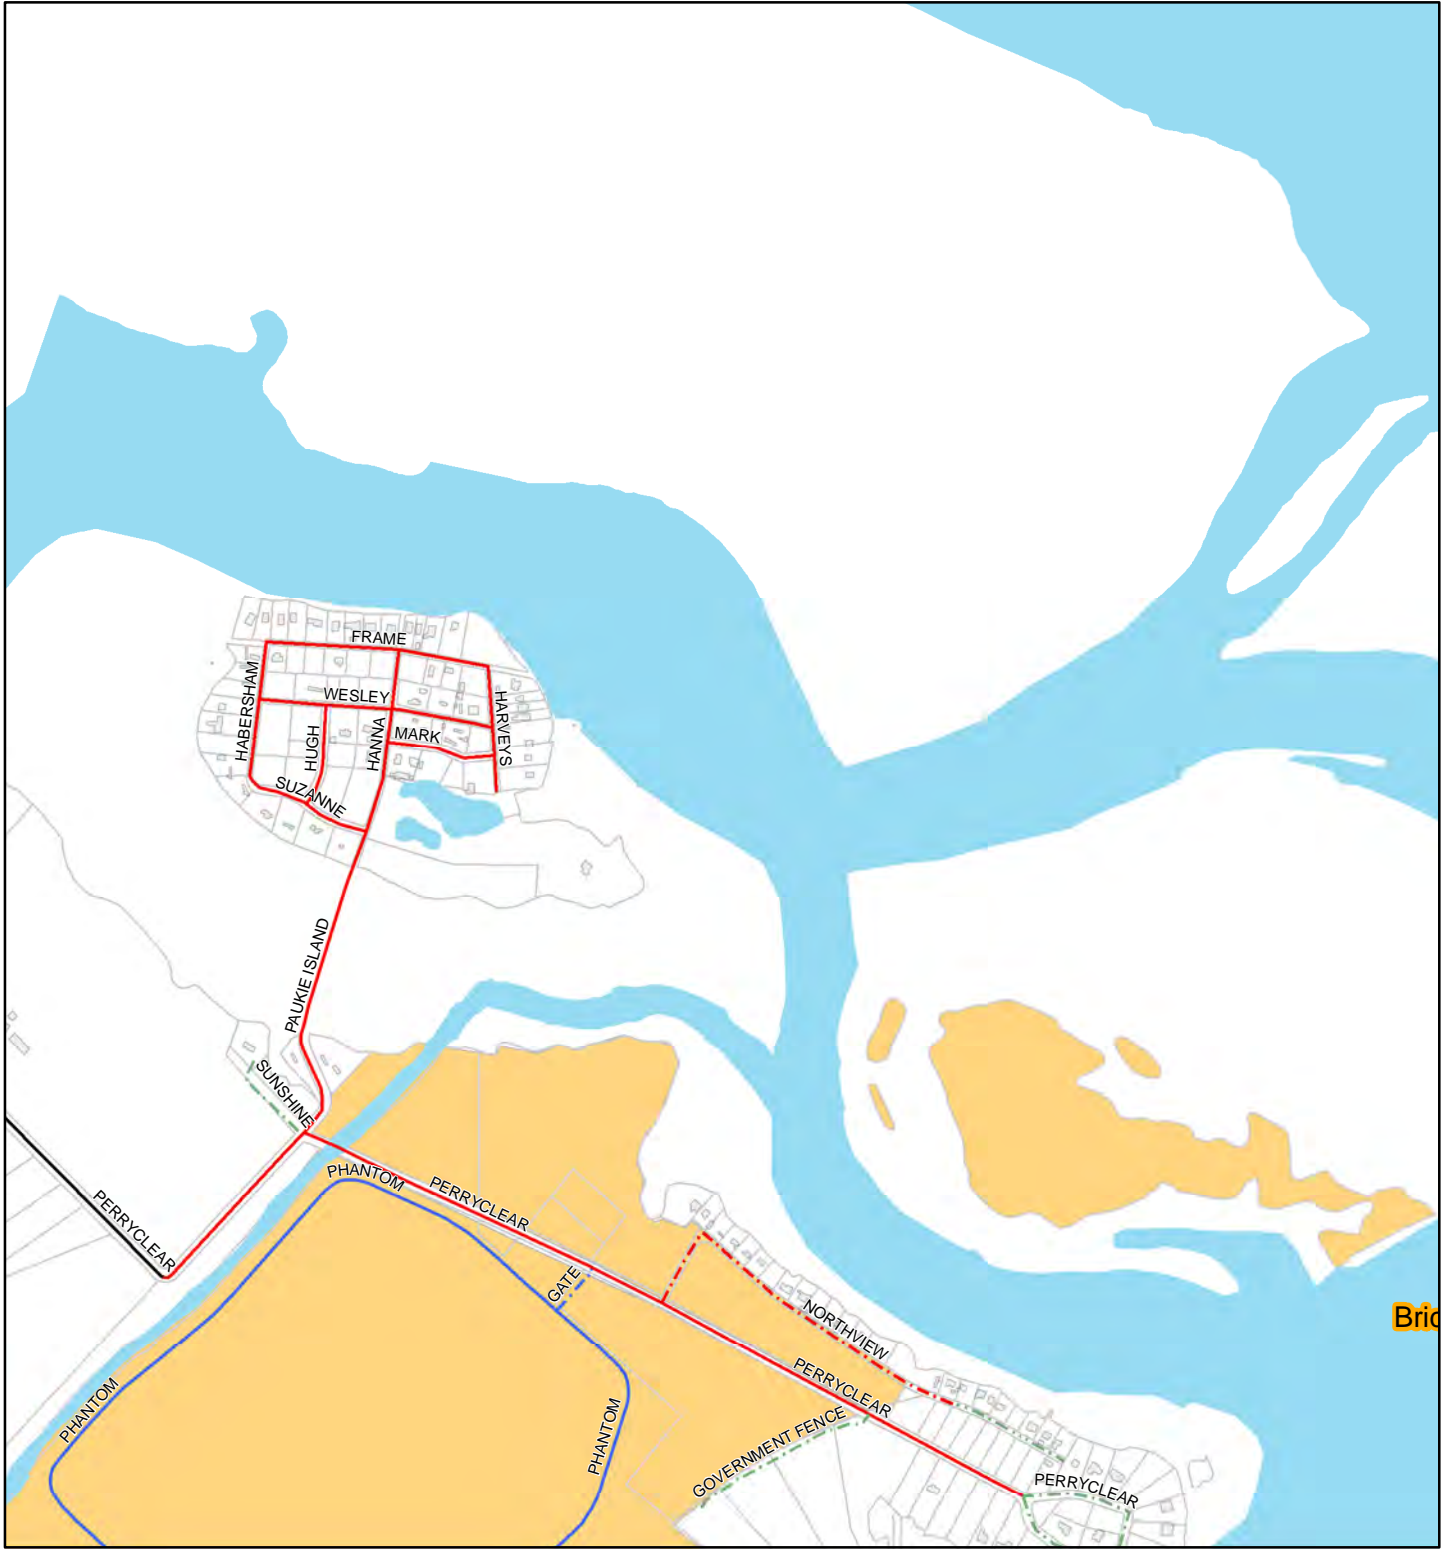 FRAME
HABERSHAM
WESLEY
HARVEYS
HUGH
HANNA
MARK
SUZANNE
PAUKIE ISLAND
SUNSHINE
PHANTOM
PERRYCLEAR
PERRYCLEAR
GATE
NORTHVIEW
PERRYCLEAR
PHANTOM
PHANTOM
GOVERNMENT FENCE
PERRYCLEAR
Bric